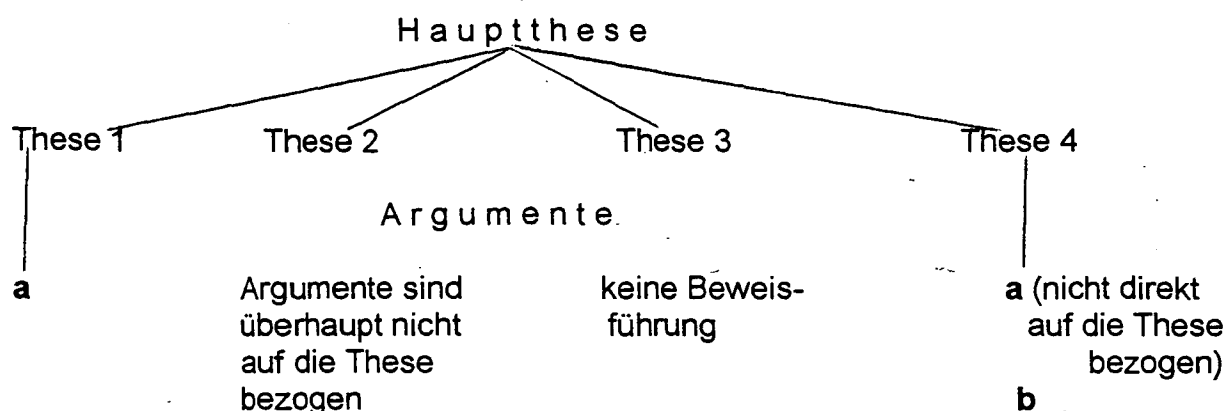 Hauptthese
These 1 These 2 These 3 These 4
Argumente
a Argumente sind keine Beweis- a (nicht direkt
überhaupt nicht führung auf die These
auf die These bezogen)
bezogen b